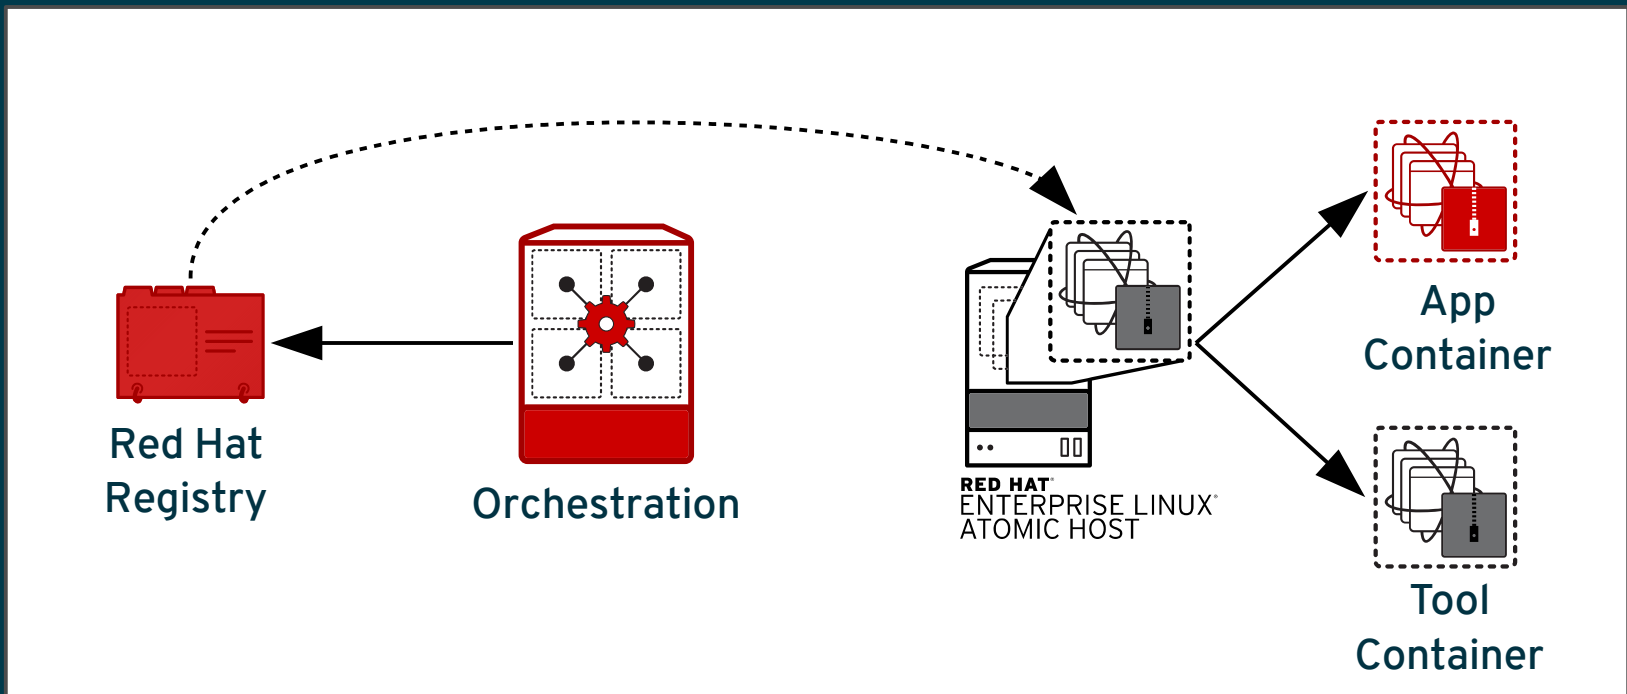 Red Hat
Registry
Orchestration
RED HAT®
ENTERPRISE LINUX®
ATOMIC HOST
App
Container
Tool
Container